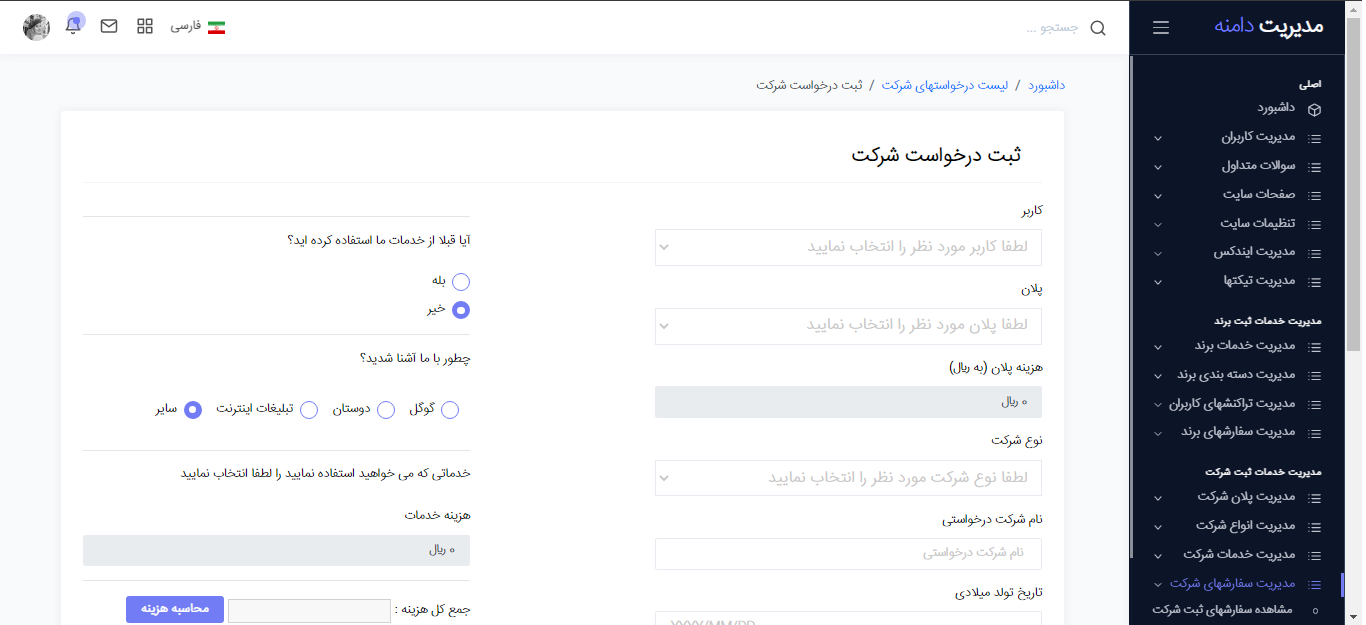 مدیریت دامنه
جستجو ...
فارسی
اصلی
داشبورد
مدیریت کاربران
سوالات متداول
صفحات سایت
تنظیمات سایت
مدیریت ایندکس
مدیریت تیکتها
مدیریت خدمات ثبت برند
مدیریت خدمات برند
مدیریت دسته بندی برند
مدیریت تراکنشهای کاربران
مدیریت سفارشهای برند
مدیریت خدمات ثبت شرکت
مدیریت پلان شرکت
مدیریت انواع شرکت
مدیریت خدمات شرکت
مدیریت سفارشهای شرکت
مشاهده سفارشهای ثبت شرکت
داشبورد / لیست درخواستهای شرکت / ثبت درخواست شرکت
ثبت درخواست شرکت
کاربر
لطفا کاربر مورد نظر را انتخاب نمایید
پلان
لطفا پلان مورد نظر را انتخاب نمایید
هزینه پلان (به ریال)
۰ ریال
نوع شرکت
لطفا نوع شرکت مورد نظر را انتخاب نمایید
نام شرکت درخواستی
نام شرکت درخواستی
تاریخ تولد میلادی
YYYY/MM/DD
آیا قبلا از خدمات ما استفاده کرده اید؟
بله
خیر
چطور با ما آشنا شدید؟
گوگل دوستان تبلیغات اینترنت سایر
خدماتی که می خواهید استفاده نمایید را لطفا انتخاب نمایید
هزینه خدمات
۰ ریال
جمع کل هزینه : محاسبه هزینه